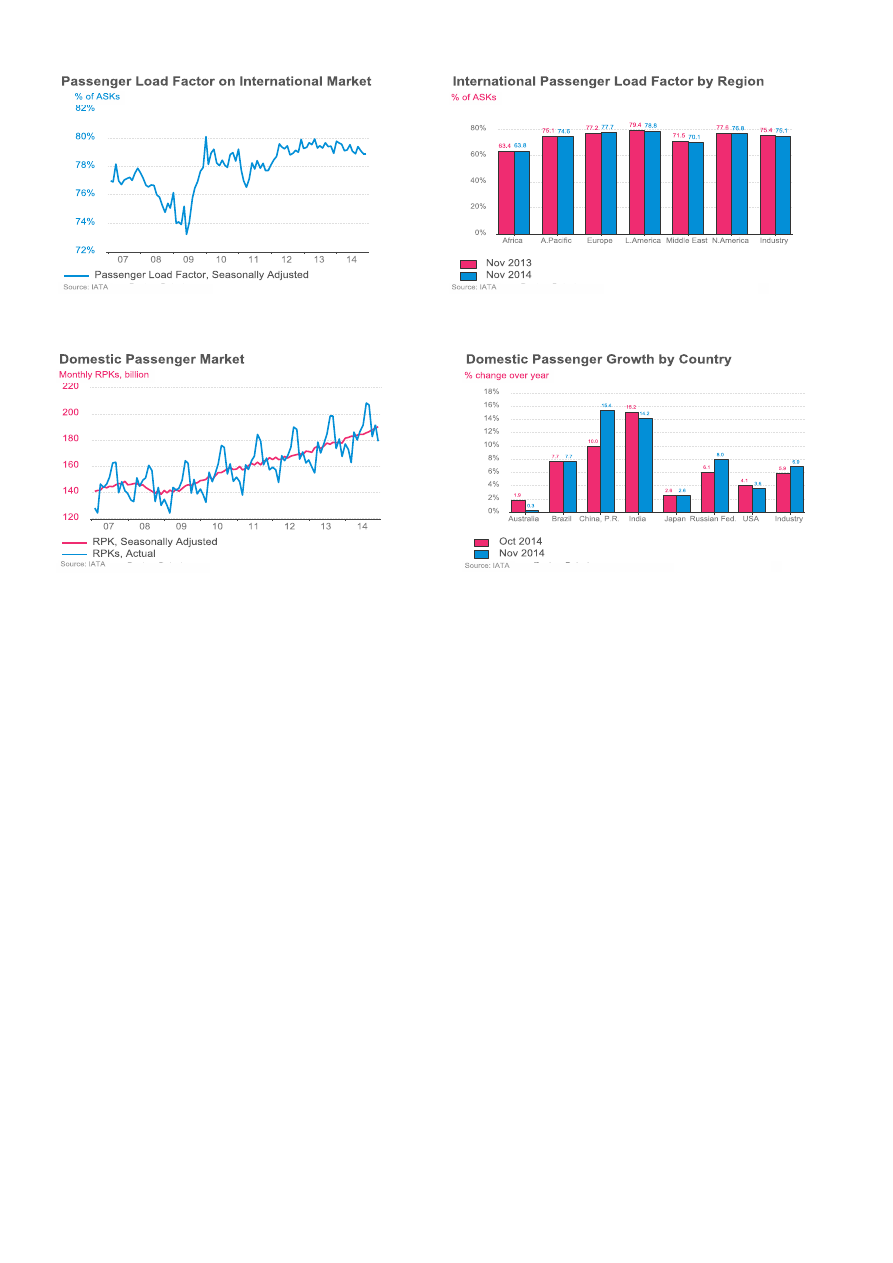 Passenger Load Factor on International Market
% of ASKs
82%
80%
78%
76%
74%
72%
07 08 09 10 11 12 13 14
Passenger Load Factor, Seasonally Adjusted
Source: IATA
International Passenger Load Factor by Region
% of ASKs
80%
60%
40%
20%
0%
63.4 63.8 75.1 74.6 77.2 77.7 79.4 78.8 71.5 70.1 77.6 76.8 75.4 75.1
Africa A.Pacific Europe L.America Middle East N.America Industry
Nov 2013
Nov 2014
Source: IATA
Domestic Passenger Market
Monthly RPKs, billion
220
200
180
160
140
120
07 08 09 10 11 12 13 14
RPK, Seasonally Adjusted
RPKs, Actual
Source: IATA
Domestic Passenger Growth by Country
% change over year
18%
16%
14%
12%
10%
8%
6%
4%
2%
0%
1.9 0.3 7.7 7.7 10.0 15.4 15.2 14.2 2.6 6.1 8.0 4.1 3.6 5.9
Australia Brazil China, P.R. India Japan Russian Fed. USA Industry
Oct 2014
Nov 2014
Source: IATA